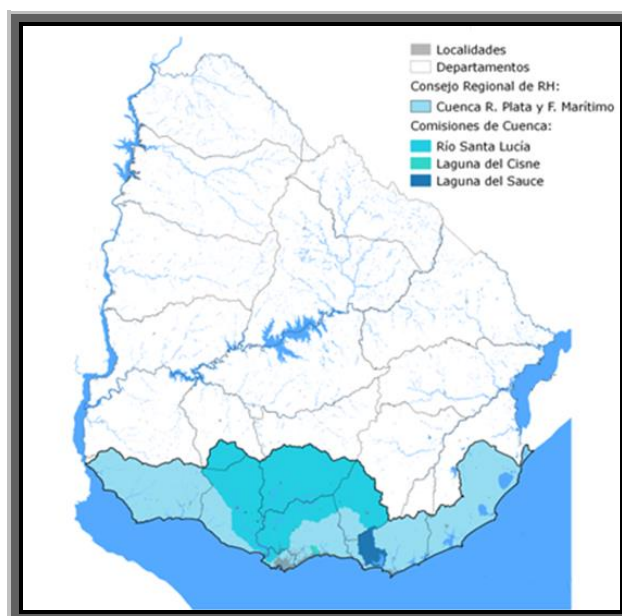 Localidades
Departamentos
Consejo Regional de RH:
Cuenca R. Plata y F. Marítimo
Comisiones de Cuenca:
Río Santa Lucía
Laguna del Cisne
Laguna del Sauce